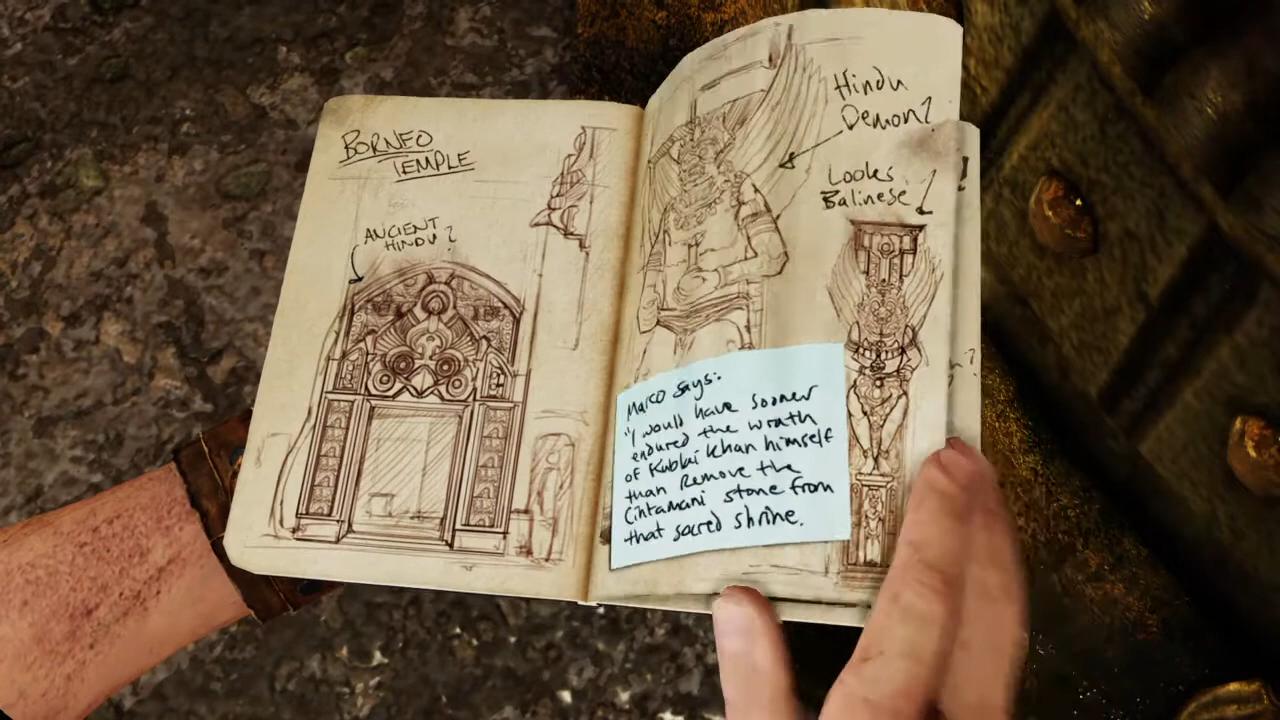 BORNEO
TEMPLE
ANCIENT
HINDU?
Hindu
Demon?
Looks
Balinese
Marco says:
"I would have sooner
endured the wrath
of Kublai Khan himself
than remove the
Cintamani stone from
that sacred shrine.
!
?